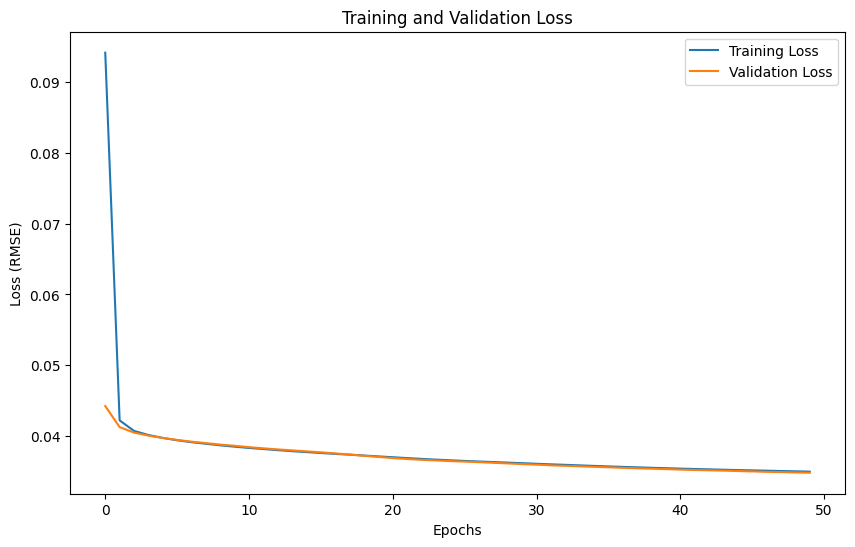 Training and Validation Loss
Training Loss
Validation Loss
0.09
0.08
0.07
0.06
0.05
0.04
Loss (RMSE)
0
10
20
30
40
50
Epochs